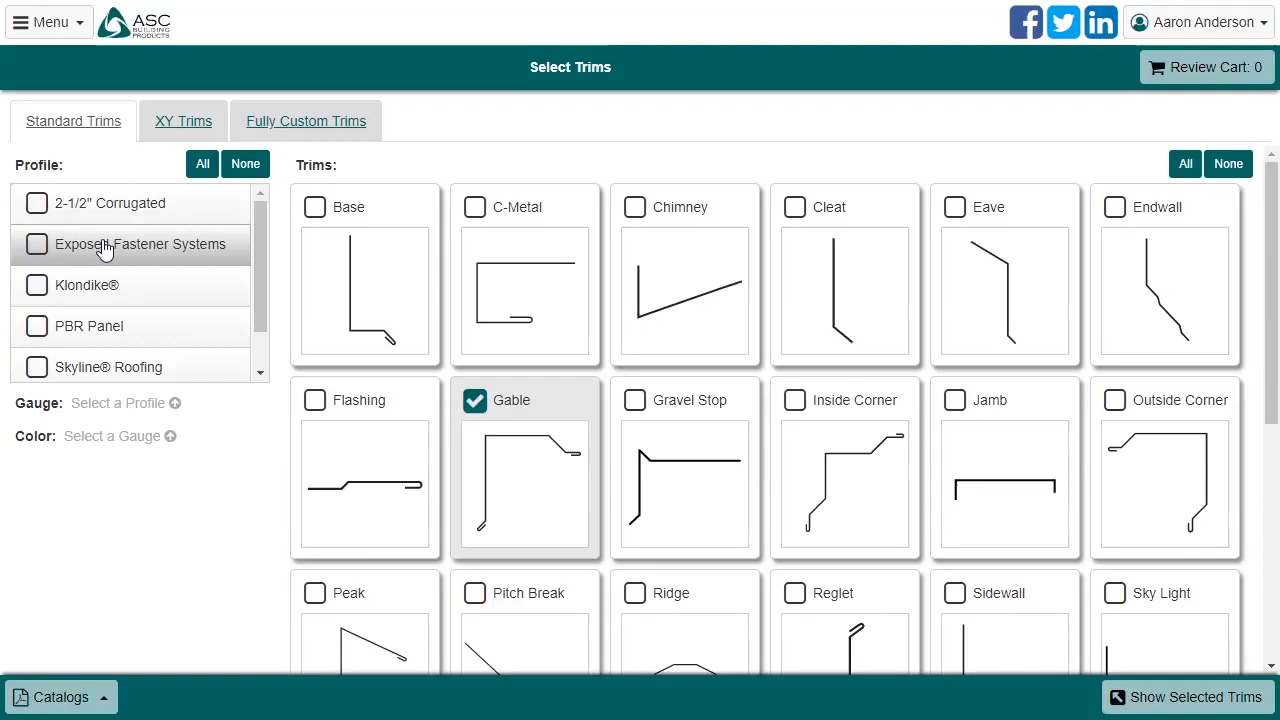 Menu
ASC
BUILDING
PRODUCTS
Aaron Anderson
Select Trims
Review Cart: 0
Standard Trims
XY Trims
Fully Custom Trims
Profile:
All
None
Trims:
All
None
2-1/2" Corrugated
Exposed Fastener Systems
Klondike®
PBR Panel
Skyline® Roofing
Gauge: Select a Profile
Color: Select a Gauge
Base
C-Metal
Chimney
Cleat
Eave
Endwall
Flashing
Gable
Gravel Stop
Inside Corner
Jamb
Outside Corner
Peak
Pitch Break
Ridge
Reglet
Sidewall
Sky Light
Catalogs
Show Selected Trims